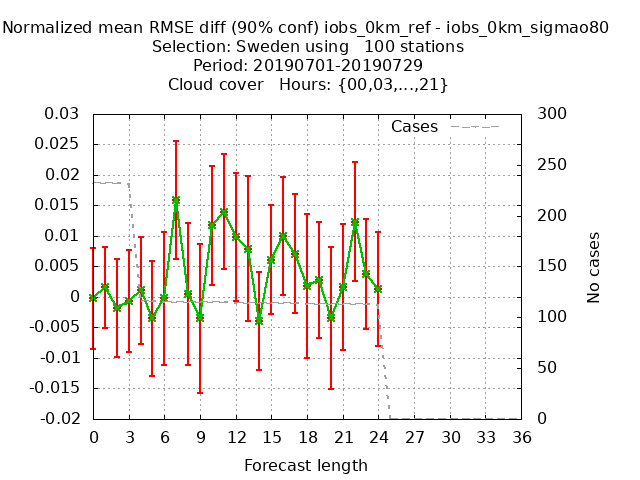 Normalized mean RMSE diff (90% conf) iobs_0km_ref - iobs_0km_sigmao80
Selection: Sweden using   100 stations
Period: 20190701-20190729
Cloud cover   Hours: {00,03,...,21}
Cases
0.03
0.025
0.02
0.015
0.01
0.005
0
-0.005
-0.01
-0.015
-0.02
300
250
200
150
100
50
0
No cases
0 3 6 9 12 15 18 21 24 27 30 33 36
Forecast length